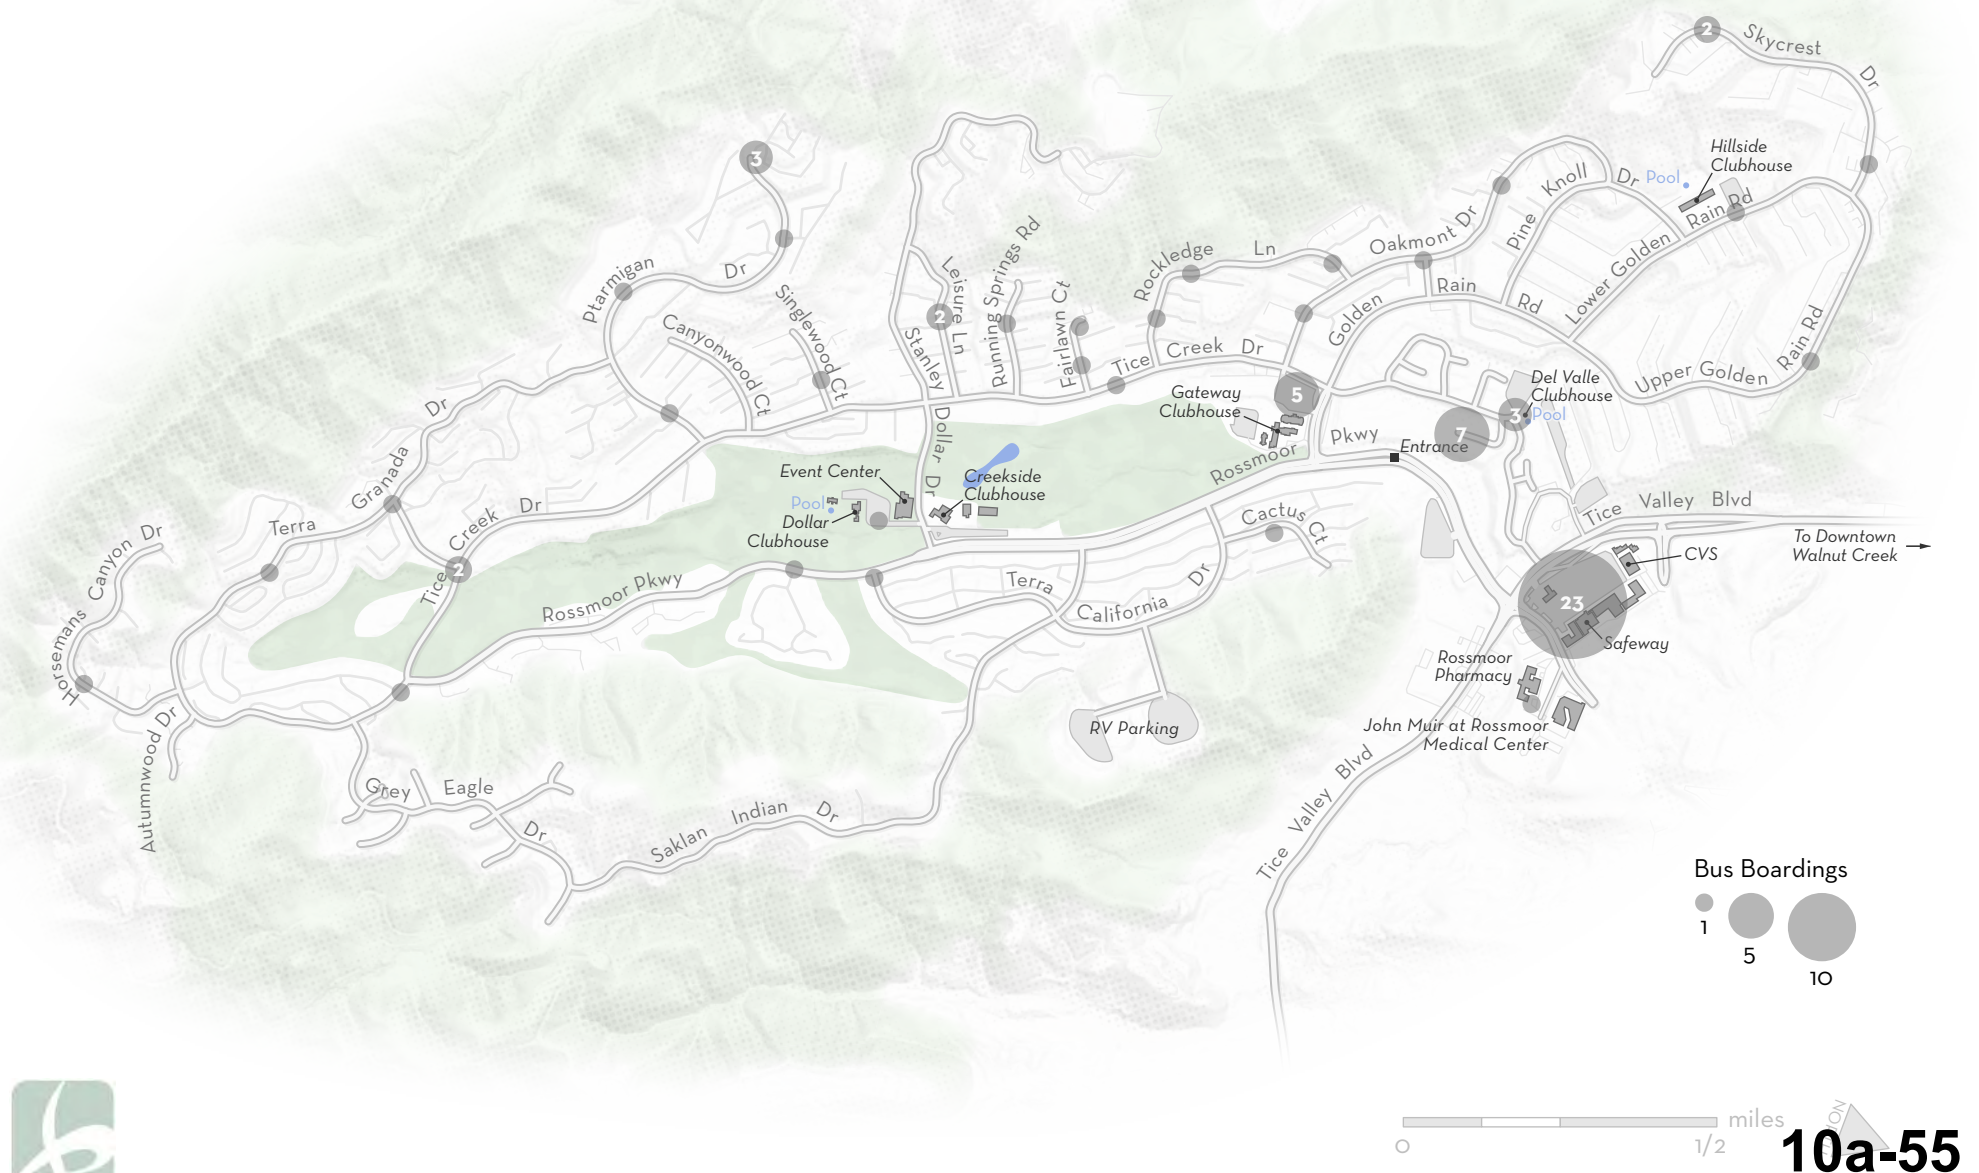 2
Skycrest
Dr
3
Hillside
Clubhouse
Pool
Knoll
Dr
Pine
Rain Rd
Lower Golden
Oakmont Dr
Rockledge
Ln
Golden
Rain
Rd
Ptarmigan
Dr
Singlewood Ct
Canyonwood Ct
Leisure Ln
2
Running Springs Rd
Fairlawn Ct
Stanley
Tice
Creek
Dr
Rain Rd
Upper Golden
Gateway
Clubhouse
5
Del Valle
Clubhouse
3
Pool
7
Entrance
Rossmoor
Pkwy
Dollar
Dr
Event Center
Creekside
Clubhouse
Pool
Dollar
Clubhouse
Granada
Dr
Terra
Tice
Creek
Dr
2
Horsemans
Canyon
Dr
Autumnwood Dr
Rossmoor Pkwy
Terra
California
Dr
Cactus
Ct
Tice
Valley
Blvd
To Downtown
Walnut Creek
CVS
23
Safeway
Rossmoor
Pharmacy
John Muir at Rossmoor
Medical Center
RV Parking
Grey
Eagle
Dr
Saklan
Indian
Dr
Tice
Valley
Blvd
Bus Boardings
1
5
10
0
1/2
miles
10a-55